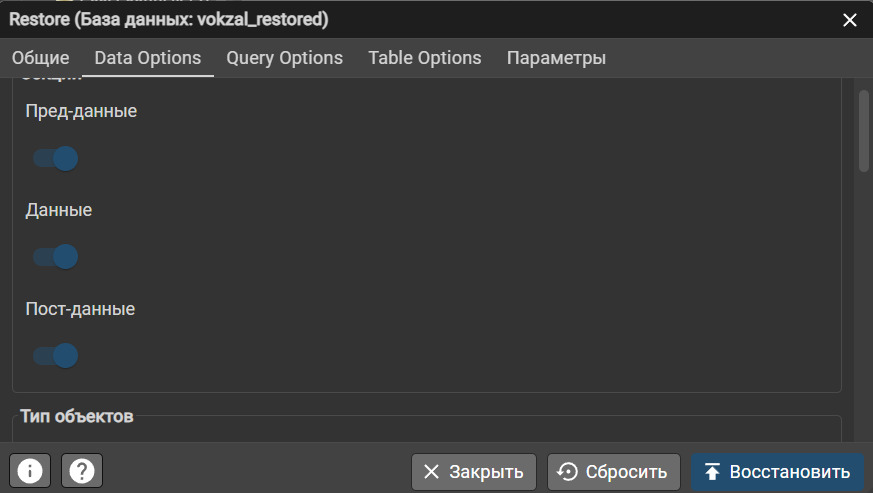 Restore (База данных: vokzal_restored)
Общие Data Options Query Options Table Options Параметры
Секции
Пред-данные
Данные
Пост-данные
Тип объектов
Закрыть Сбросить Восстановить